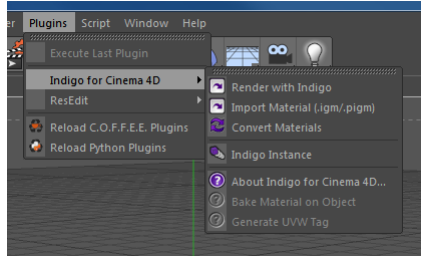 er Plugins Script Window Help
Execute Last Plugin
Indigo for Cinema 4D
ResEdit
Reload C.O.F.F.E.E. Plugins
Reload Python Plugins
Render with Indigo
Import Material (.igm/.pigm)
Convert Materials
Indigo Instance
About Indigo for Cinema 4D...
Bake Material on Object
Generate UVW Tag